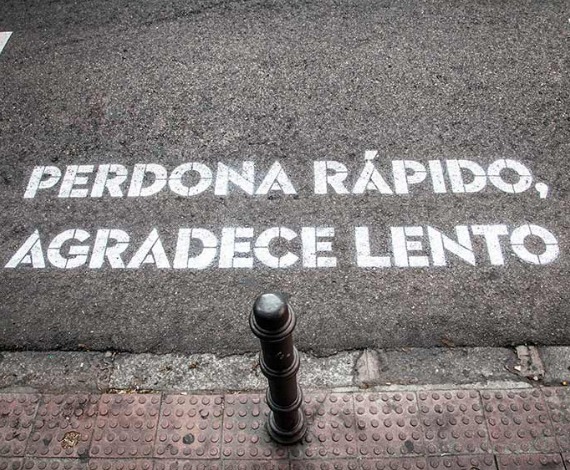 PERDONA RÁPIDO,
AGRADECE LENTO